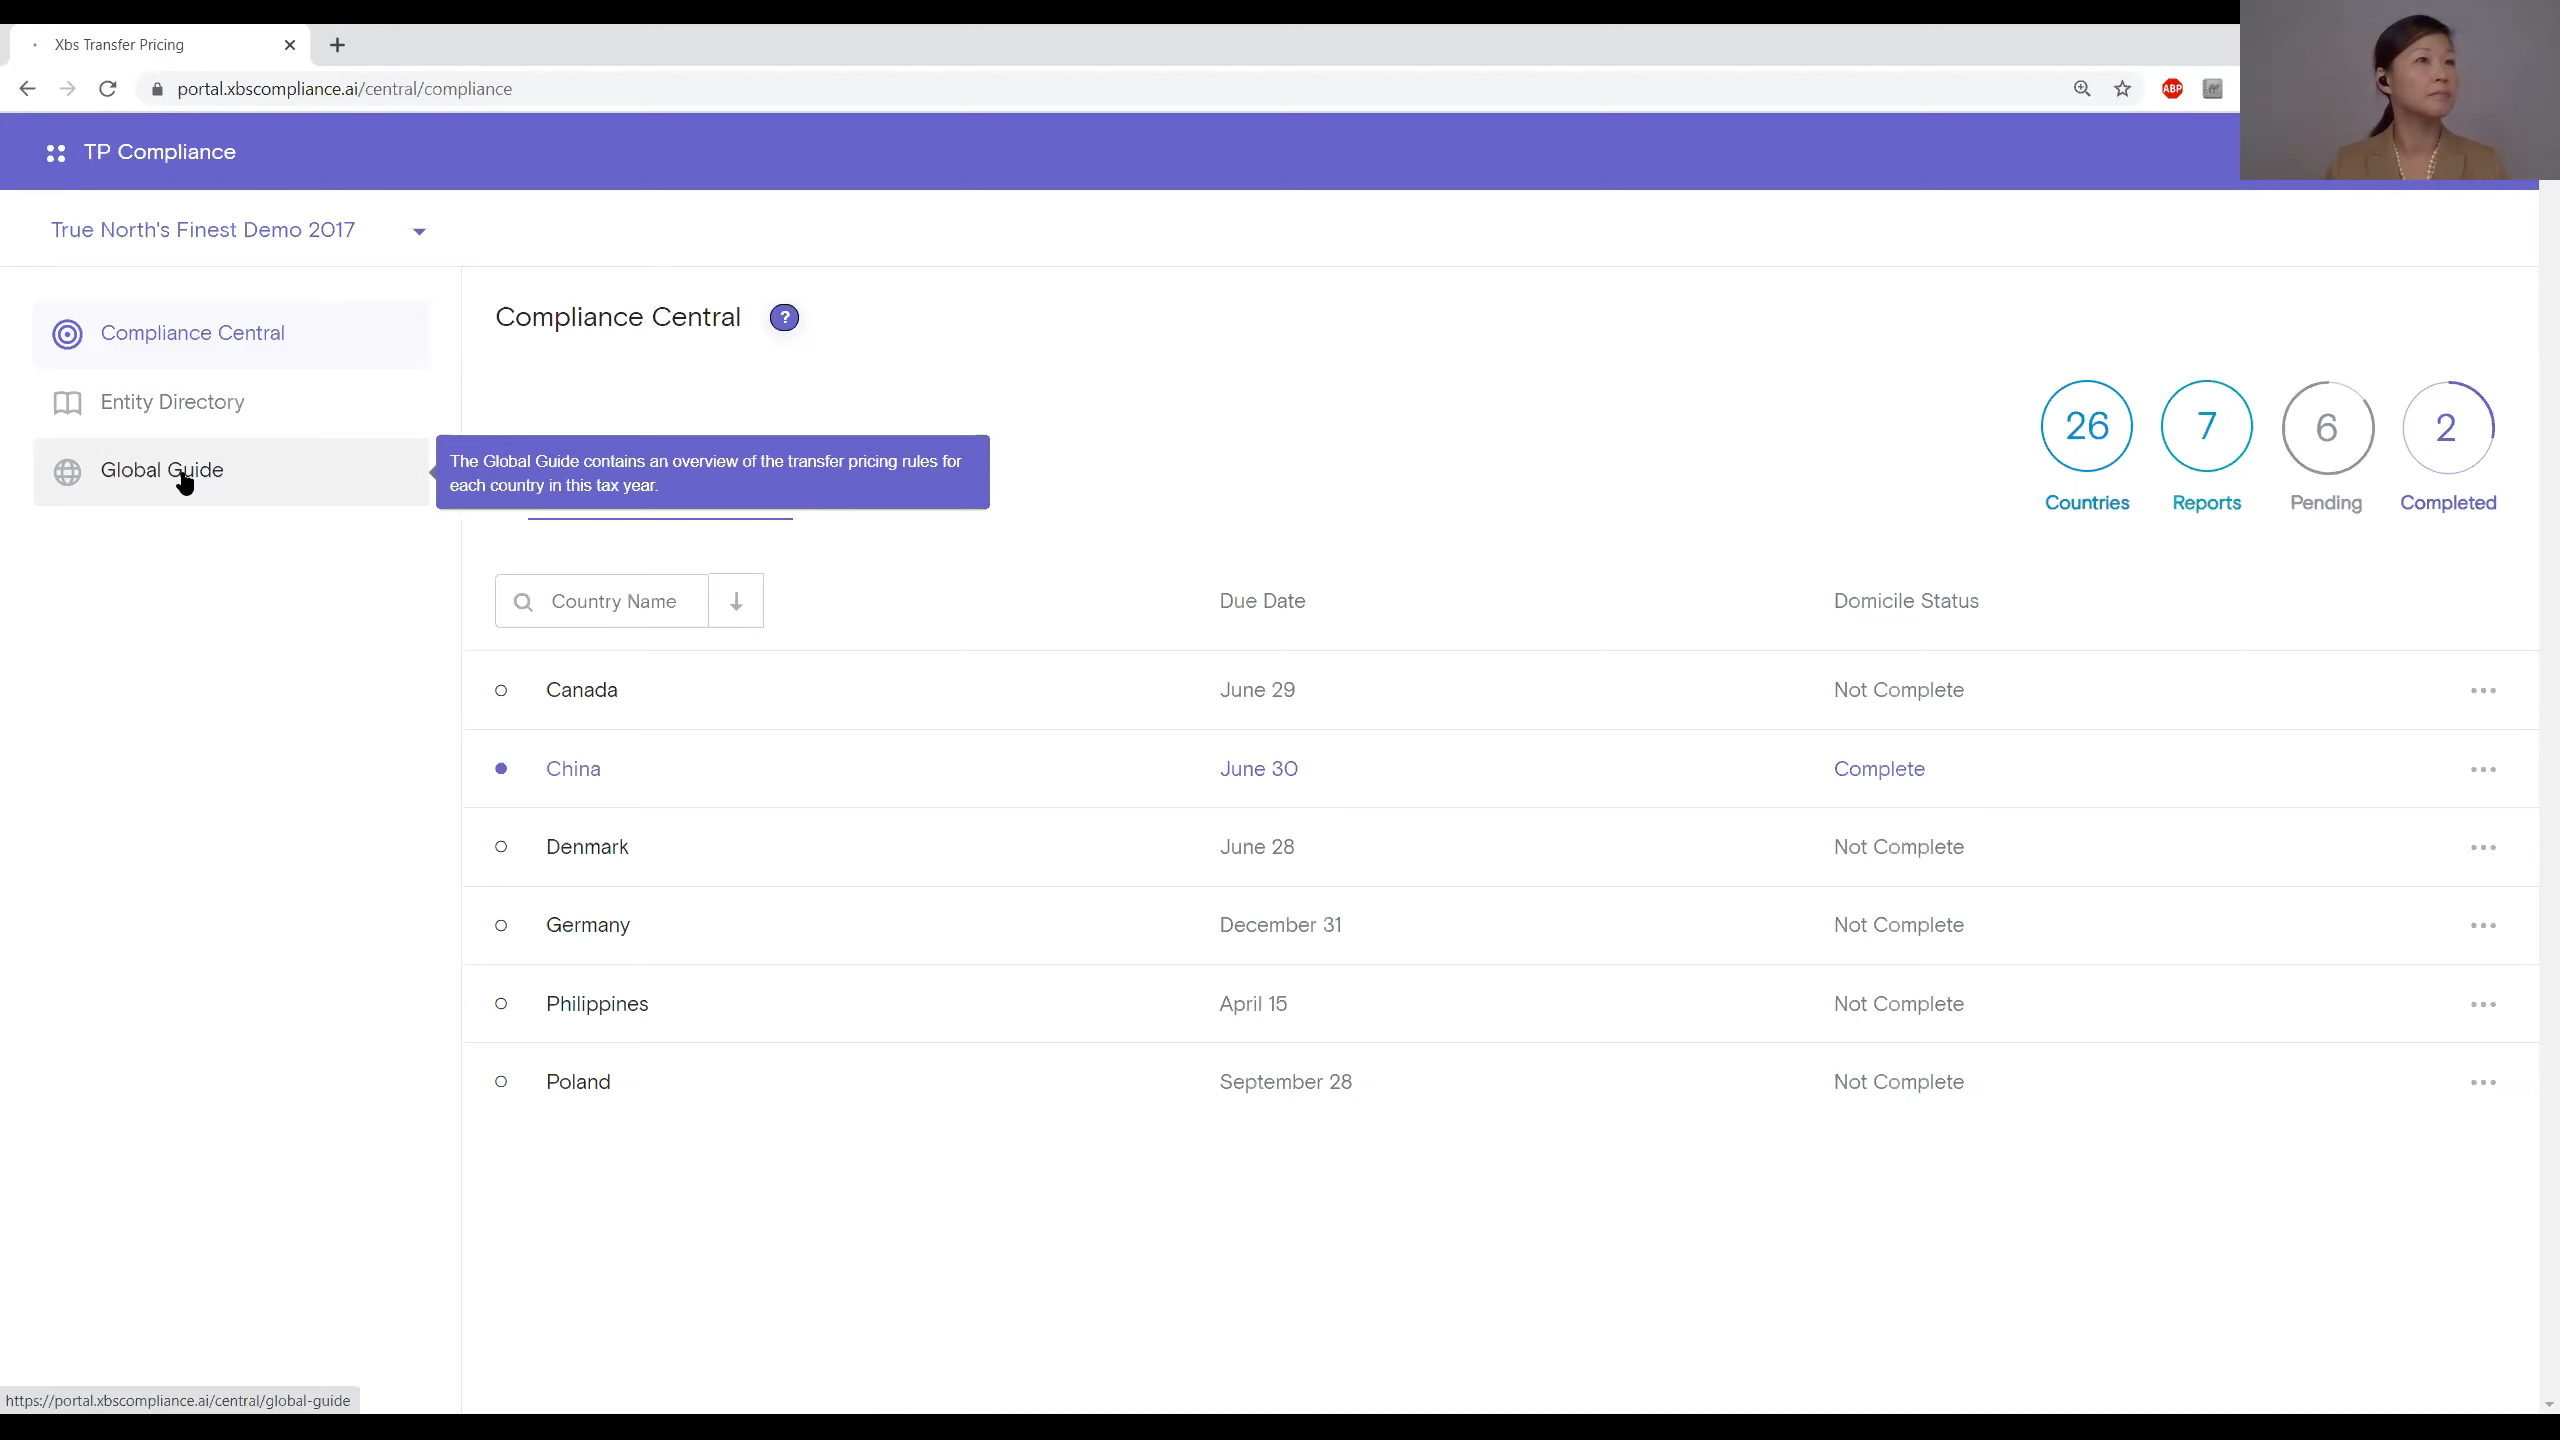 Xbs Transfer Pricing
portal.xbscompliance.ai/central/compliance
ABP
TP Compliance
True North's Finest Demo 2017
Compliance Central
Entity Directory
Global Guide
Compliance Central ?
The Global Guide contains an overview of the transfer pricing rules for
each country in this tax year.
26 7 6 2
Countries Reports Pending Completed
Country Name Due Date Domicile Status
Canada June 29 Not Complete
China June 30 Complete
Denmark June 28 Not Complete
Germany December 31 Not Complete
Philippines April 15 Not Complete
Poland September 28 Not Complete
https://portal.xbscompliance.ai/central/global-guide